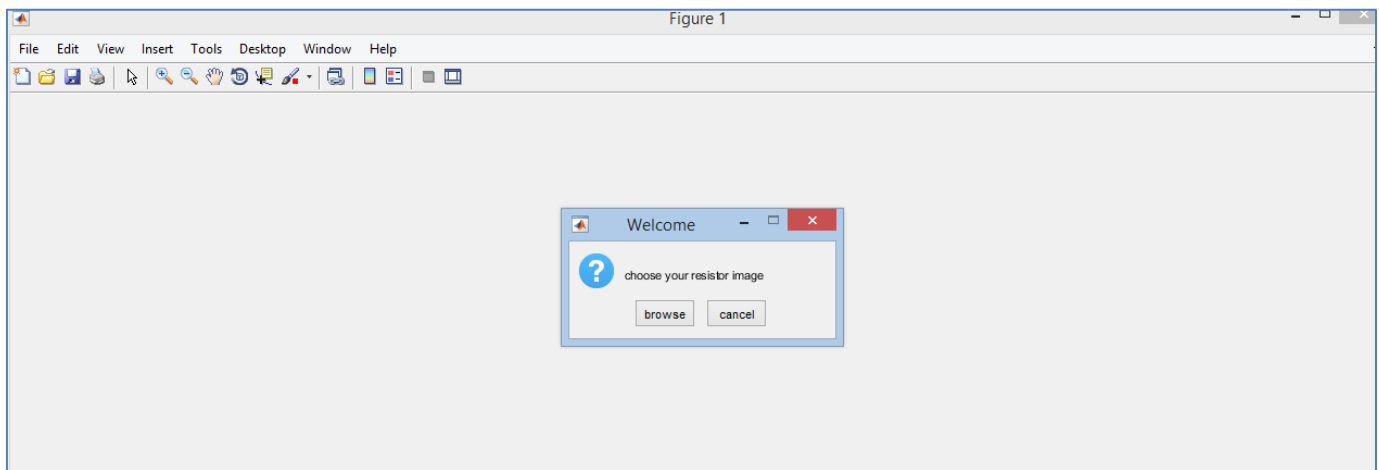 Figure 1
File Edit View Insert Tools Desktop Window Help
Welcome
choose your resistor image
browse cancel